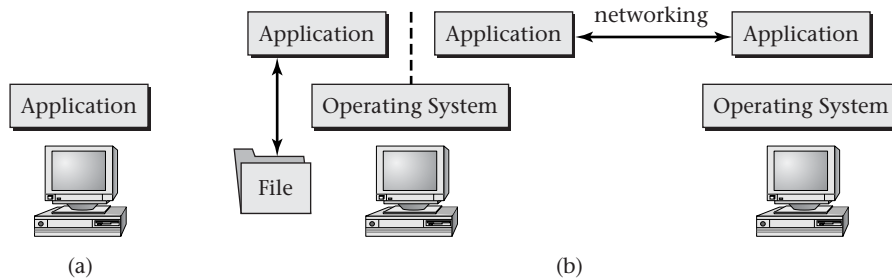 networking
Application
Application
Application
Application
Operating System
Operating System
File
(a)
(b)